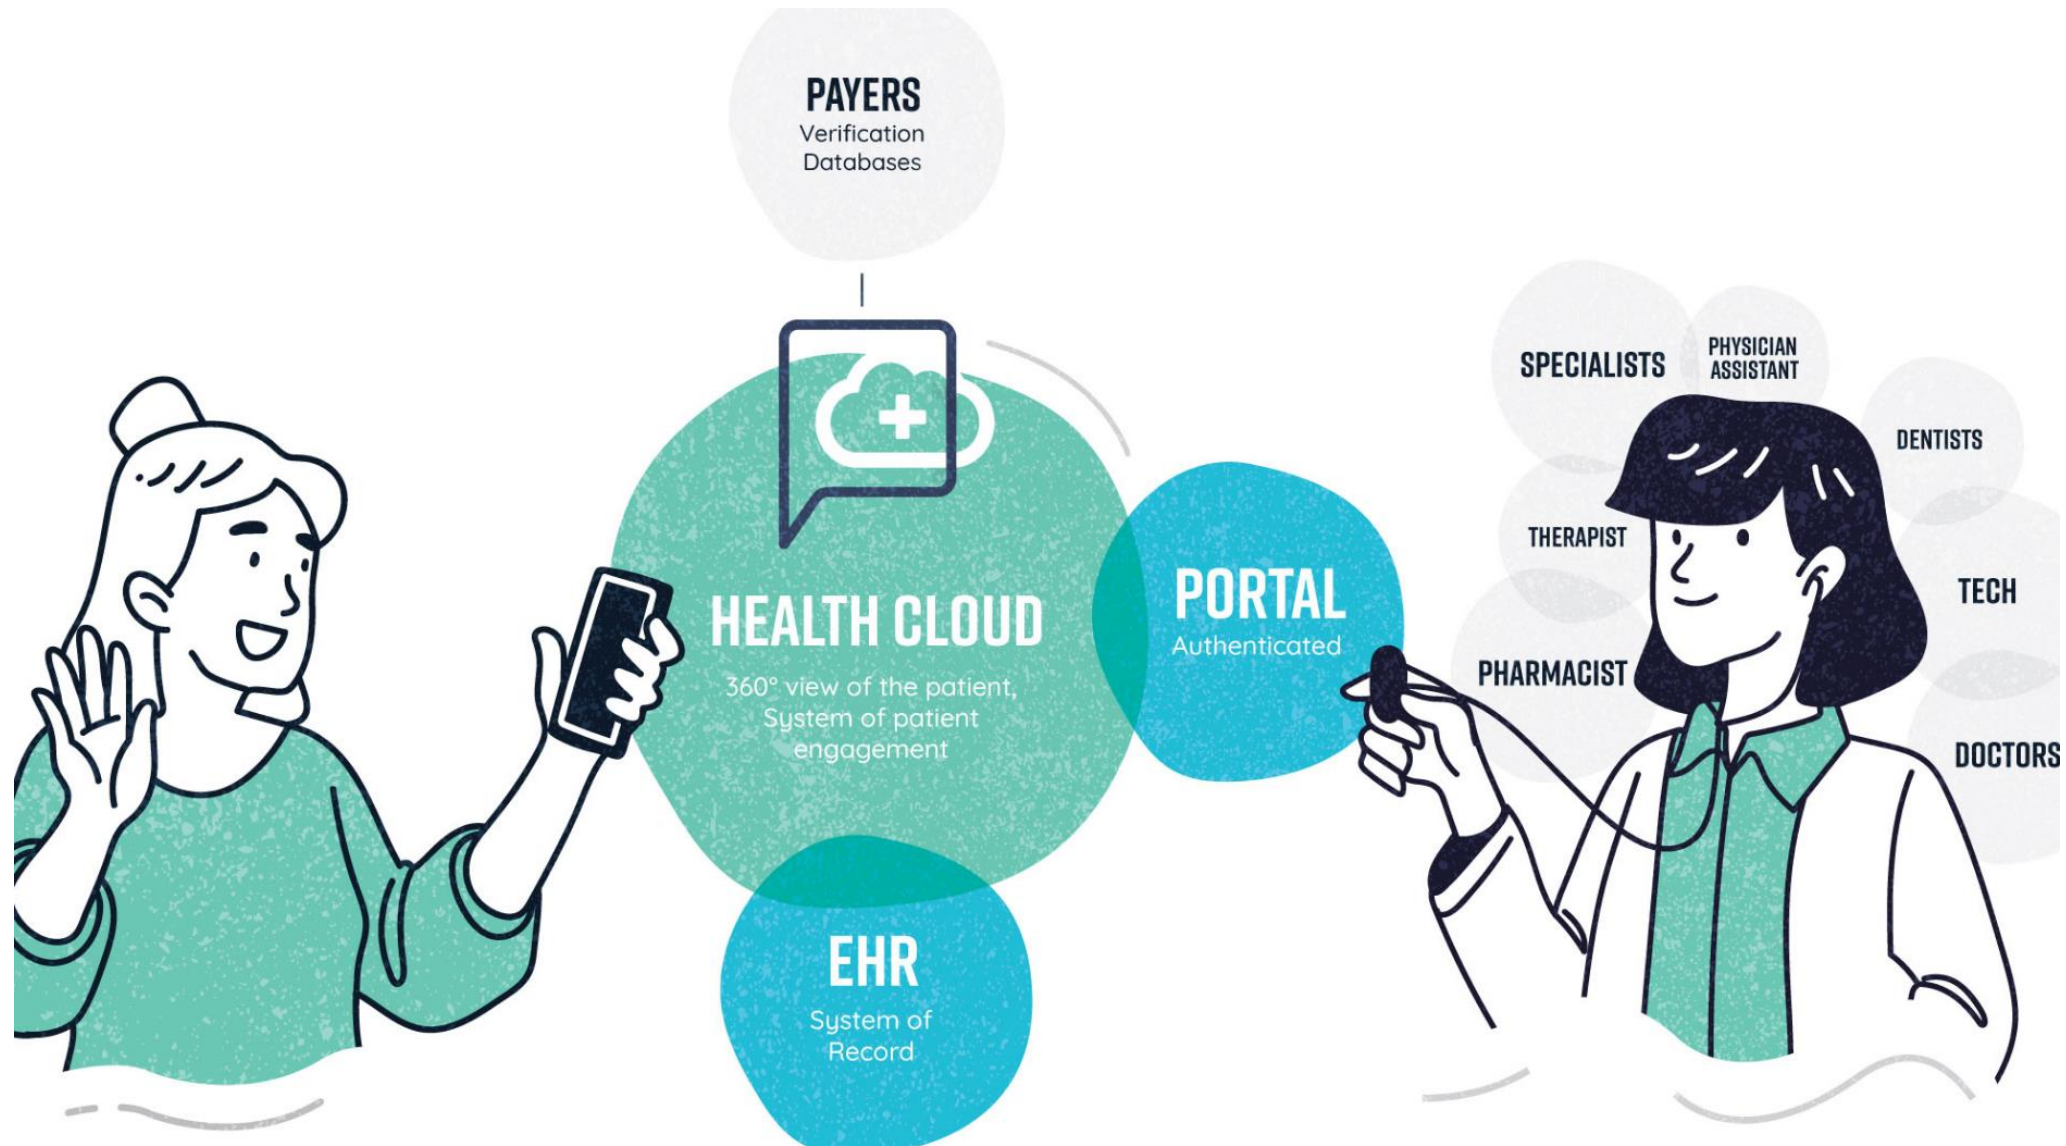 PAYERS
Verification
Databases
HEALTH CLOUD
360° view of the patient,
System of patient
engagement
PORTAL
Authenticated
EHR
System of
Record
SPECIALISTS
PHYSICIAN
ASSISTANT
DENTISTS
THERAPIST
TECH
PHARMACIST
DOCTORS